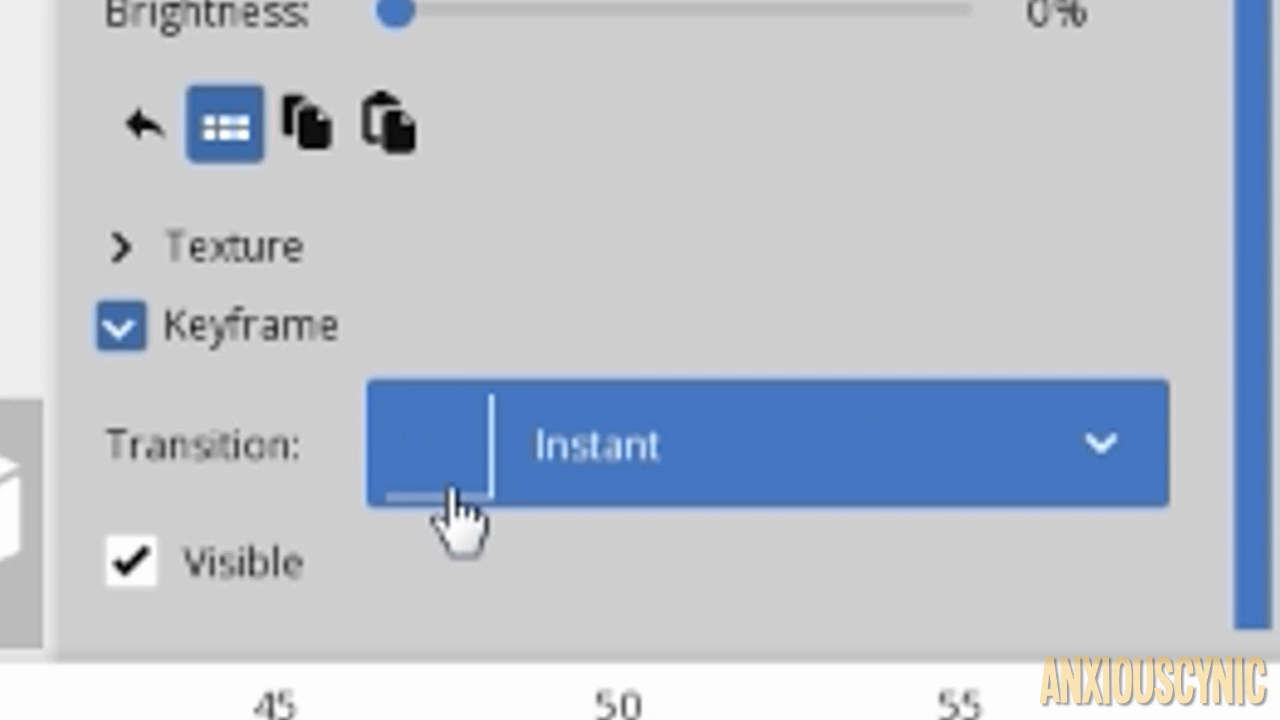 Brightness: 0%
Texture
Keyframe
Transition: Instant
Visible
45 50 55
ANXIOUSCYNIC